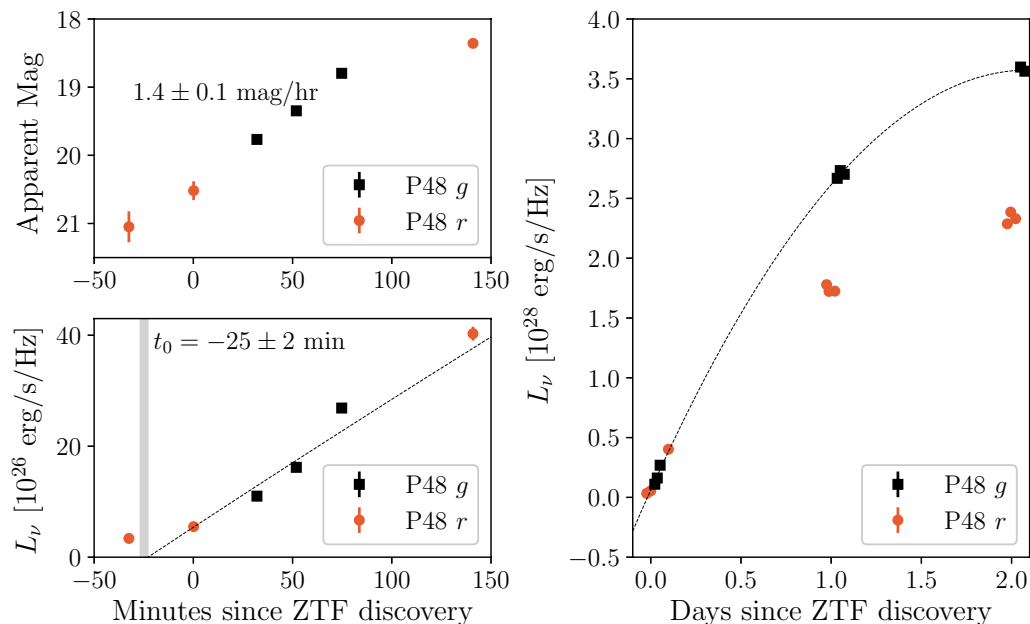 18
19
20
21
Apparent Mag
1.4 ± 0.1 mag/hr
P48 g
P48 r
−50 0 50 100 150
40
20
0
L_ν [10^26 erg/s/Hz]
t_0 = −25 ± 2 min
P48 g
P48 r
−50 0 50 100 150
Minutes since ZTF discovery
4.0
3.5
3.0
2.5
2.0
1.5
1.0
0.5
0.0
−0.5
L_ν [10^28 erg/s/Hz]
P48 g
P48 r
0.0 0.5 1.0 1.5 2.0
Days since ZTF discovery